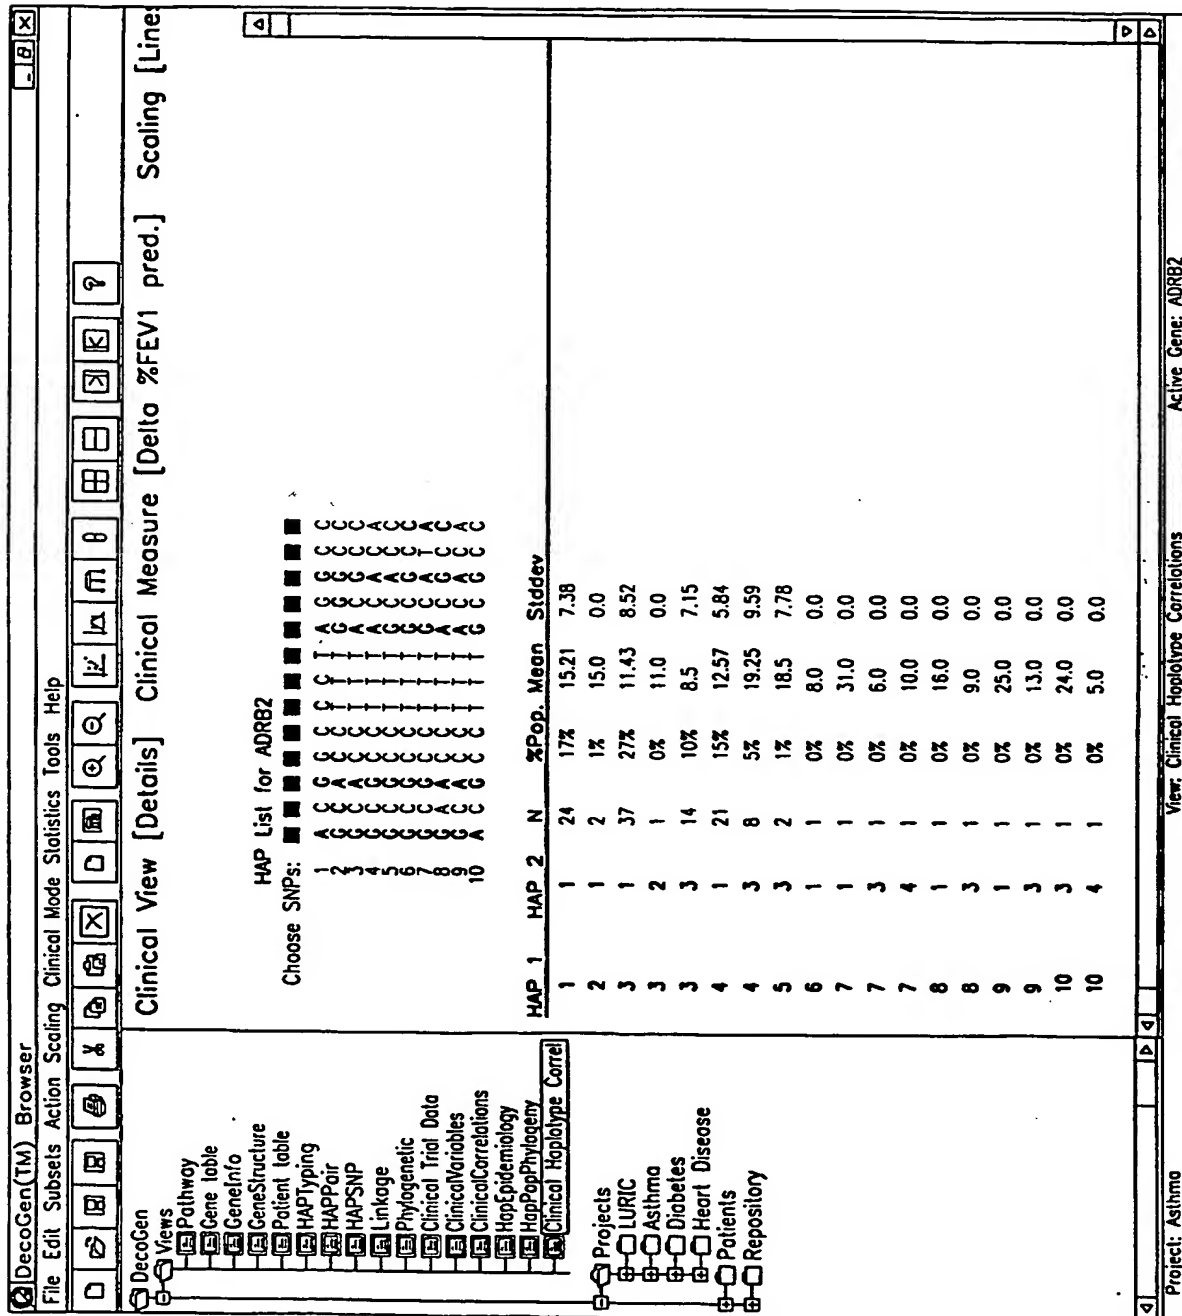 DecoGen(TM) Browser
File Edit Subsets Action Scaling Clinical Mode Statistics Tools Help
DecoGen
Views
Pathway
Gene table
GeneInfo
GeneStructure
Patient table
HAPTyping
HAPPair
HAPSNP
Linkage
Phylogenetic
Clinical Trial Data
ClinicalVariables
ClinicalCorrelations
HapEpidemiology
HapPopPhylogeny
Clinical Haplotype Correl
Projects
LURIC
Asthma
Diabetes
Heart Disease
Patients
Repository
Clinical View [Details] Clinical Measure [Delta %FEV1 pred.] Scaling [Lines
HAP List for ADRB2
Choose SNPs:
1
2
3
4
5
6
7
8
9
10
HAP 1 HAP 2 N %Pop. Mean Stddev
1 1 24 17% 15.21 7.38
2 1 2 1% 15.0 0.0
3 1 37 27% 11.43 8.52
3 2 1 0% 11.0 0.0
3 3 14 10% 8.5 7.15
4 1 21 15% 12.57 5.84
4 3 8 5% 19.25 9.59
5 3 2 1% 18.5 7.78
6 1 1 0% 8.0 0.0
7 1 1 0% 31.0 0.0
7 3 1 0% 6.0 0.0
7 4 1 0% 10.0 0.0
8 1 1 0% 16.0 0.0
8 3 1 0% 9.0 0.0
9 1 1 0% 25.0 0.0
9 3 1 0% 13.0 0.0
10 3 1 0% 24.0 0.0
10 4 1 0% 5.0 0.0
Project: Asthma View: Clinical Haplotype Correlations Active Gene: ADRB2